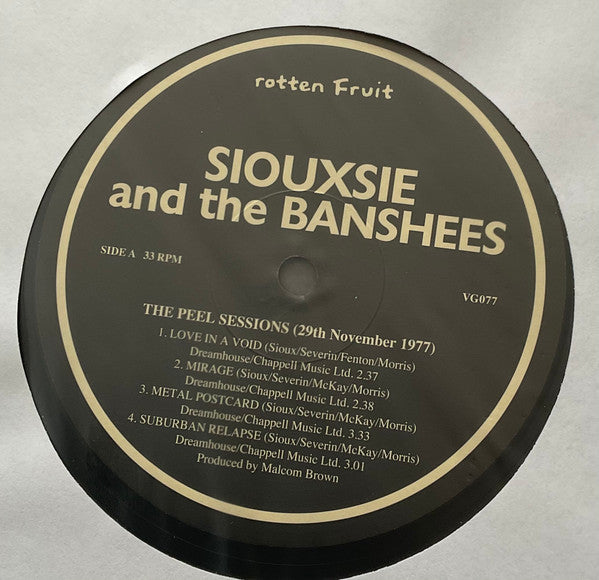 rotten Fruit
SIOUXSIE
and the BANSHEES
SIDE A 33 RPM
VG077
THE PEEL SESSIONS (29th November 1977)
1. LOVE IN A VOID (Sioux/Severin/Fenton/Morris)
Dreamhouse/Chappell Music Ltd. 2.37
2. MIRAGE (Sioux/Severin/McKay/Morris)
Dreamhouse/Chappell Music Ltd. 2.38
3. METAL POSTCARD (Sioux/Severin/McKay/Morris)
Dreamhouse/Chappell Music Ltd. 3.33
4. SUBURBAN RELAPSE (Sioux/Severin/McKay/Morris)
Dreamhouse/Chappell Music Ltd. 3.01
Produced by Malcom Brown